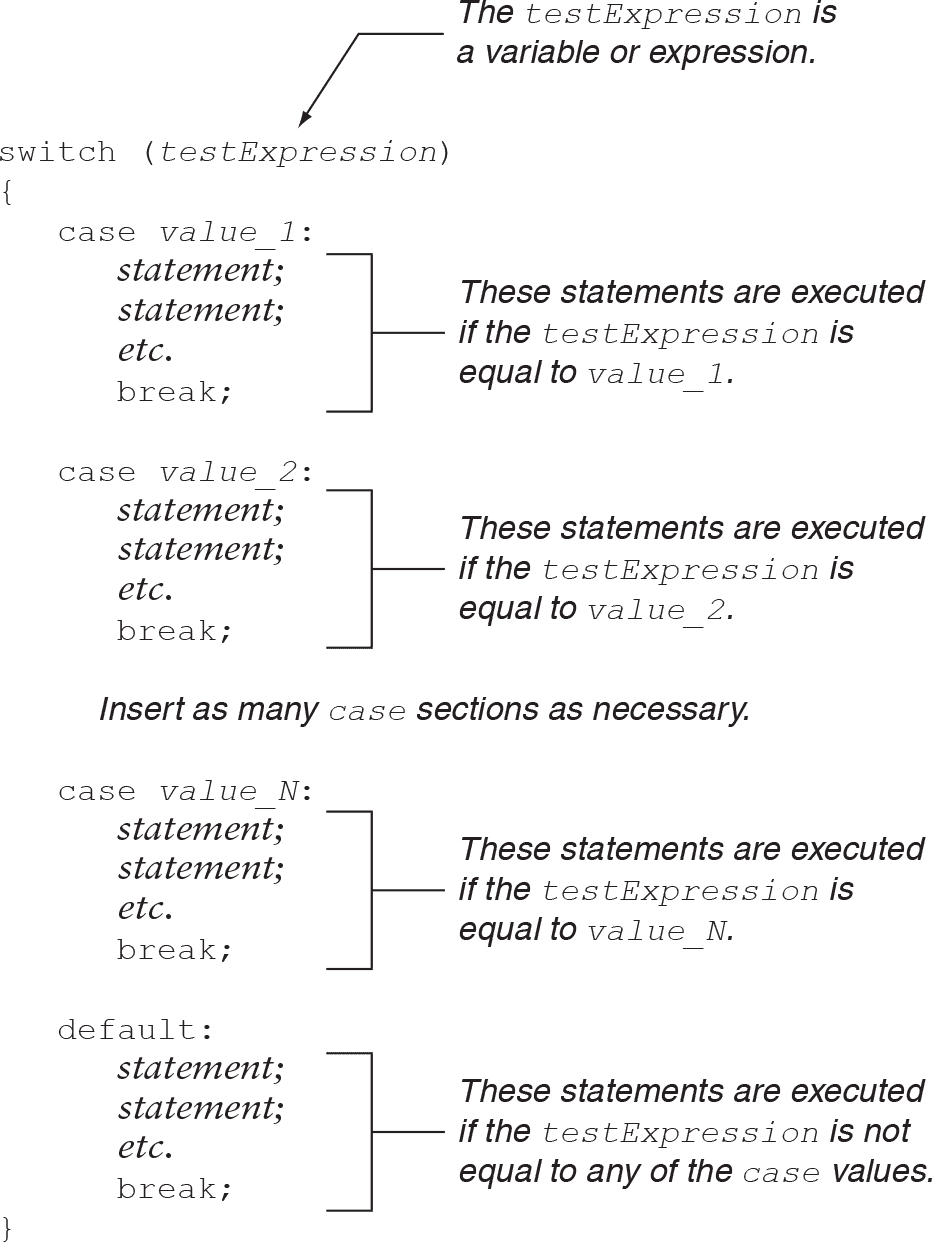 The testExpression is
a variable or expression.
switch (testExpression)
{
case value_1:
statement;
statement;
etc.
break;
These statements are executed
if the testExpression is
equal to value_1.
case value_2:
statement;
statement;
etc.
break;
These statements are executed
if the testExpression is
equal to value_2.
Insert as many case sections as necessary.
case value_N:
statement;
statement;
etc.
break;
These statements are executed
if the testExpression is
equal to value_N.
default:
statement;
statement;
etc.
break;
These statements are executed
if the testExpression is not
equal to any of the case values.
}